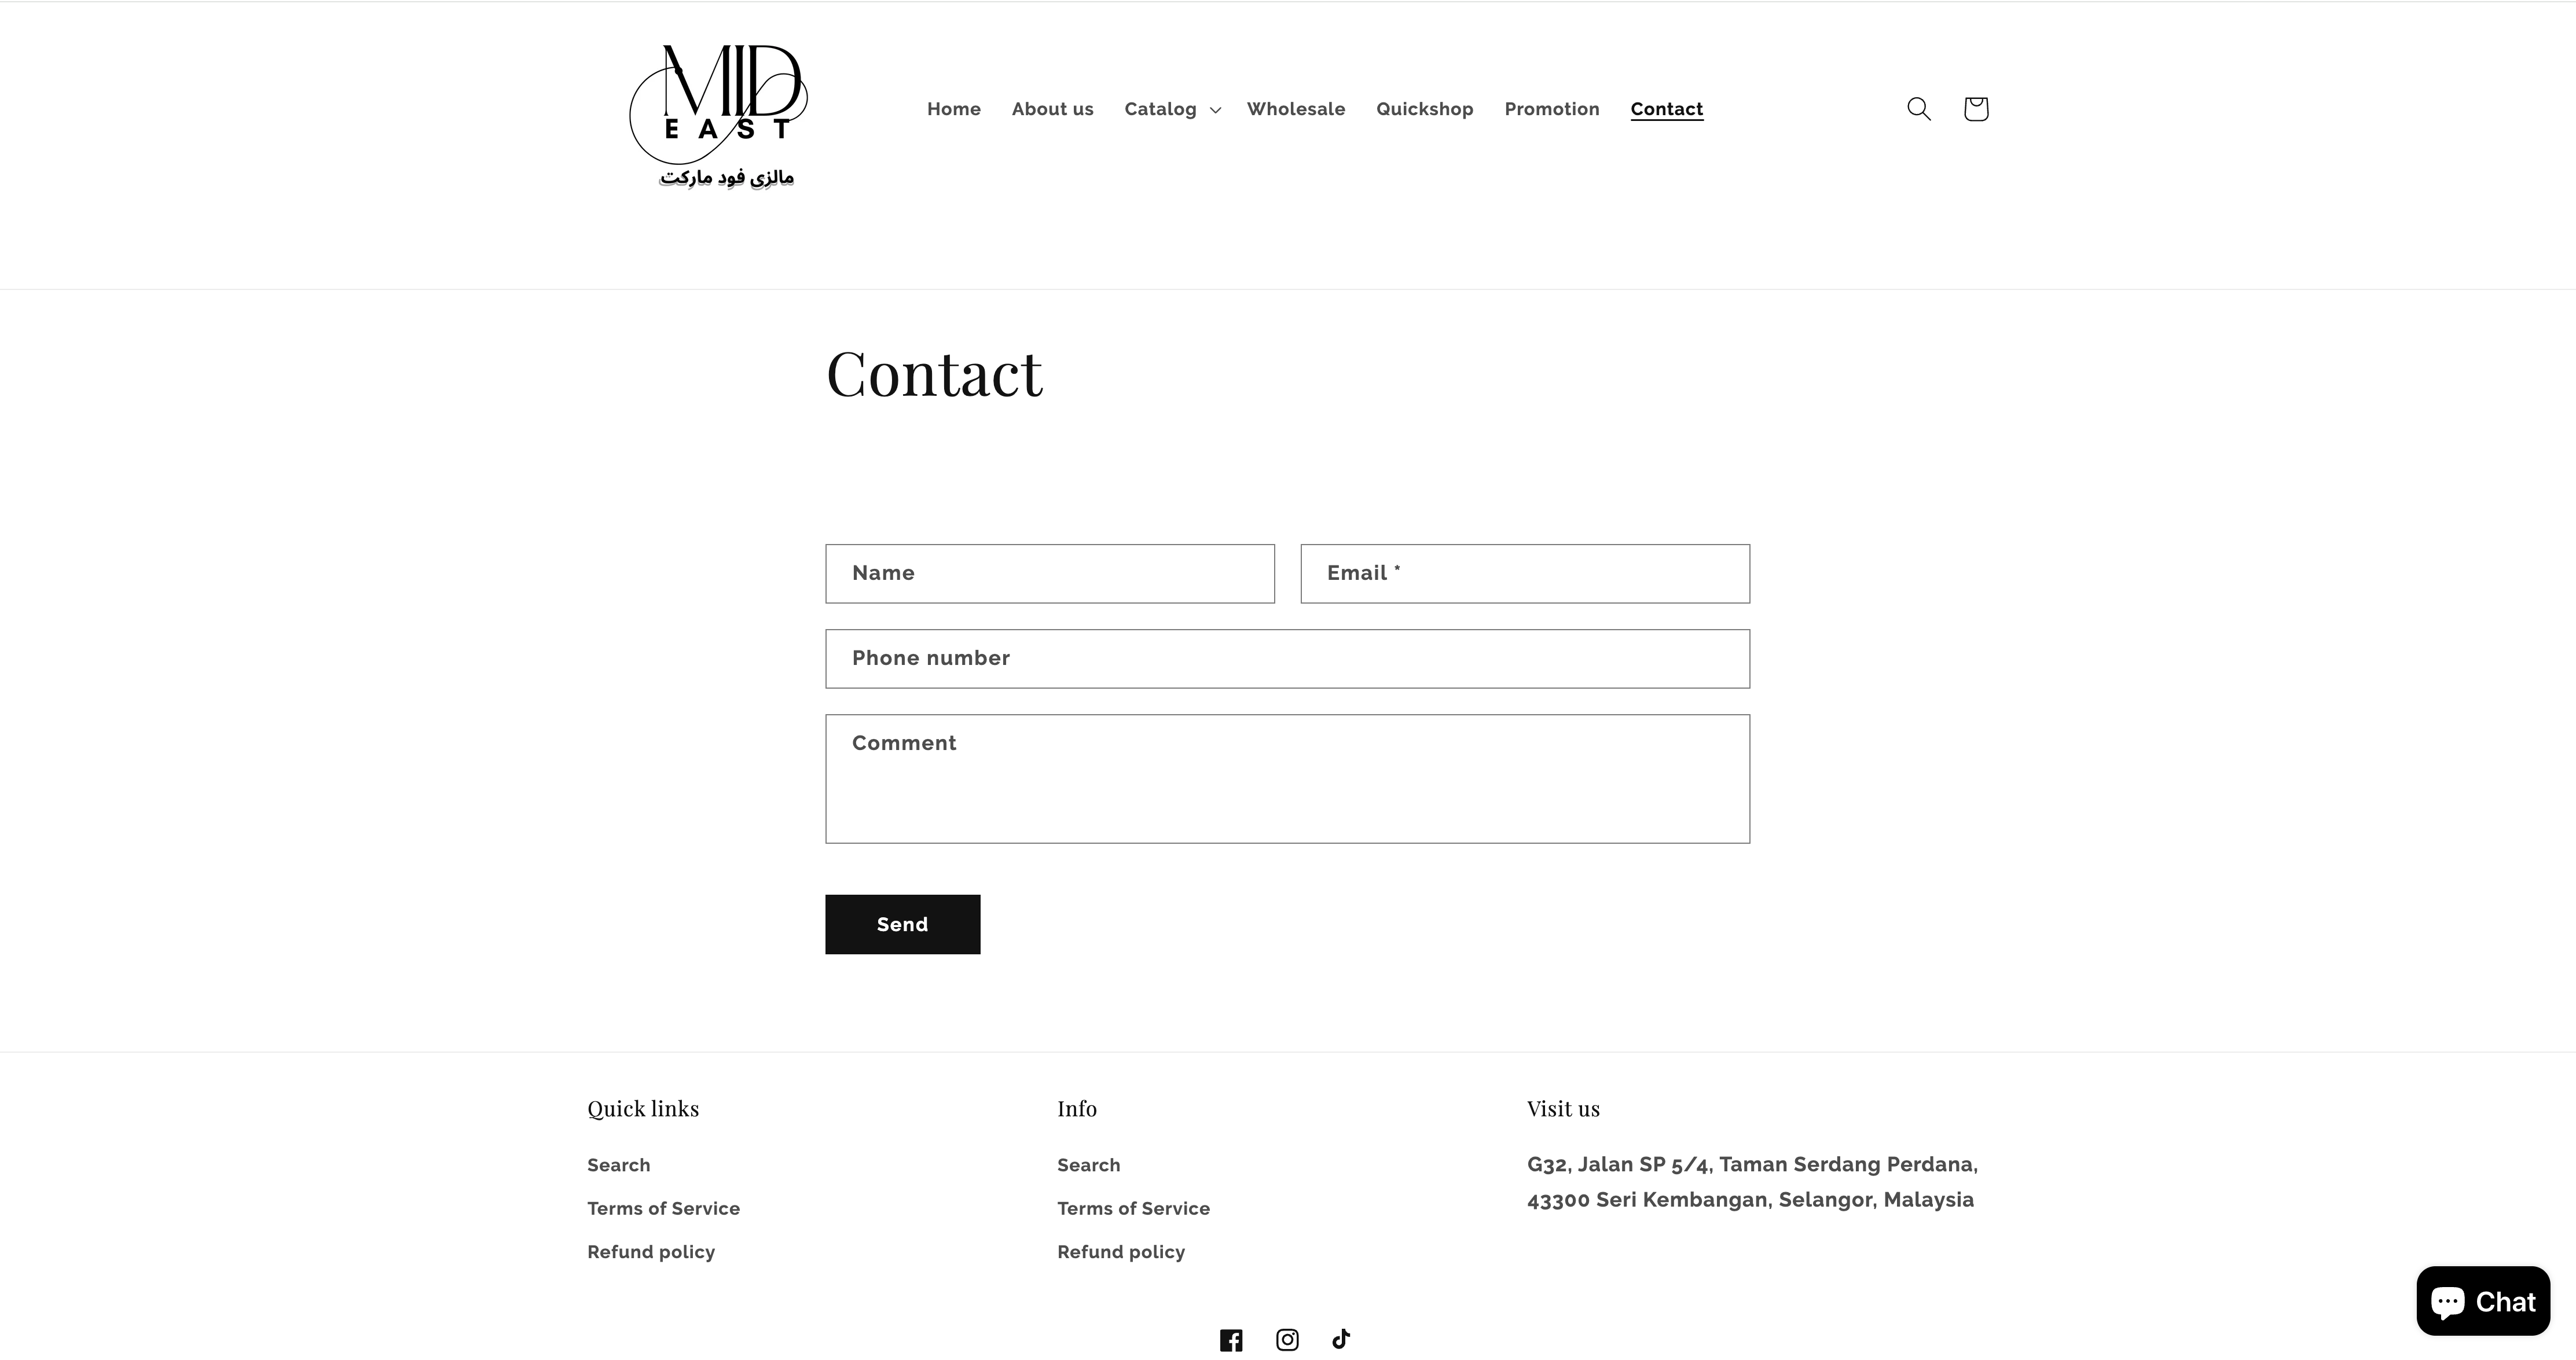 MID
EAST
مالزی فود مارکت
Home About us Catalog Wholesale Quickshop Promotion Contact
Contact
Name
Email *
Phone number
Comment
Send
Quick links
Search
Terms of Service
Refund policy
Info
Search
Terms of Service
Refund policy
Visit us
G32, Jalan SP 5/4, Taman Serdang Perdana,
43300 Seri Kembangan, Selangor, Malaysia
Chat